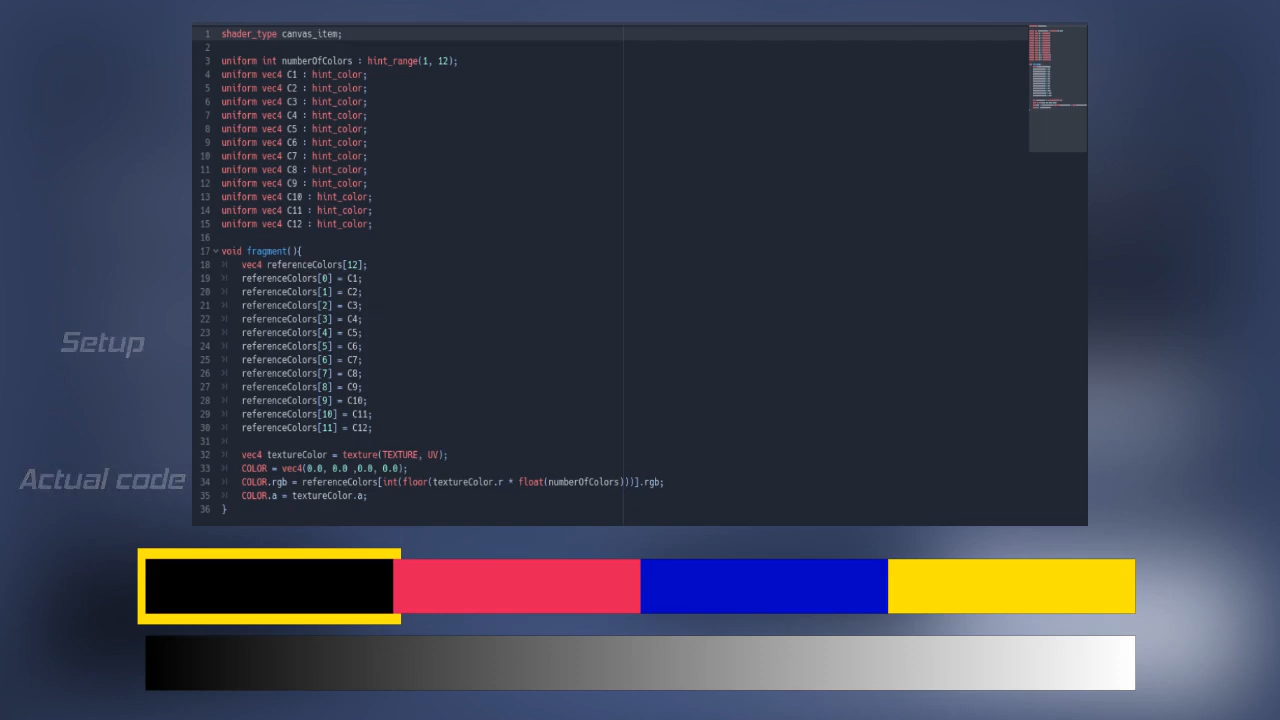 1 shader_type canvas_item;
2
3 uniform int numberOfColors : hint_range(1, 12);
4 uniform vec4 C1 : hint_color;
5 uniform vec4 C2 : hint_color;
6 uniform vec4 C3 : hint_color;
7 uniform vec4 C4 : hint_color;
8 uniform vec4 C5 : hint_color;
9 uniform vec4 C6 : hint_color;
10 uniform vec4 C7 : hint_color;
11 uniform vec4 C8 : hint_color;
12 uniform vec4 C9 : hint_color;
13 uniform vec4 C10 : hint_color;
14 uniform vec4 C11 : hint_color;
15 uniform vec4 C12 : hint_color;
16
17 void fragment(){
18 vec4 referenceColors[12];
19 referenceColors[0] = C1;
20 referenceColors[1] = C2;
21 referenceColors[2] = C3;
22 referenceColors[3] = C4;
23 referenceColors[4] = C5;
24 referenceColors[5] = C6;
25 referenceColors[6] = C7;
26 referenceColors[7] = C8;
27 referenceColors[8] = C9;
28 referenceColors[9] = C10;
29 referenceColors[10] = C11;
30 referenceColors[11] = C12;
31
32 vec4 textureColor = texture(TEXTURE, UV);
33 COLOR = vec4(0.0, 0.0 ,0.0, 0.0);
34 COLOR.rgb = referenceColors[int(floor(textureColor.r * float(numberOfColors)))].rgb;
35 COLOR.a = textureColor.a;
36 }
Setup
Actual code